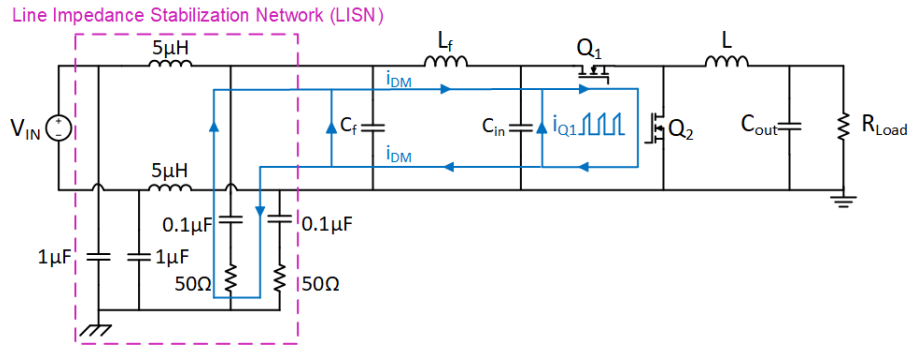 Line Impedance Stabilization Network (LISN)
5µH
Lf
Q1
L
iDM
VIN
Cf
Cin
iQ1
Q2
Cout
RLoad
iDM
5µH
0.1µF
0.1µF
1µF
1µF
50Ω
50Ω